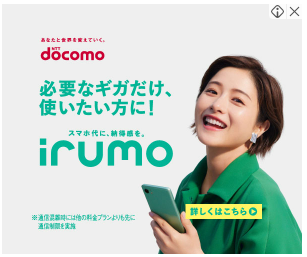 あなたと世界を変えていく。
NTT
docomo
必要なギガだけ、
使いたい方に!
スマホ代に、納得感を。
irumo
詳しくはこちら
※通信混雑時には他の料金プランよりも先に
通信制限を実施